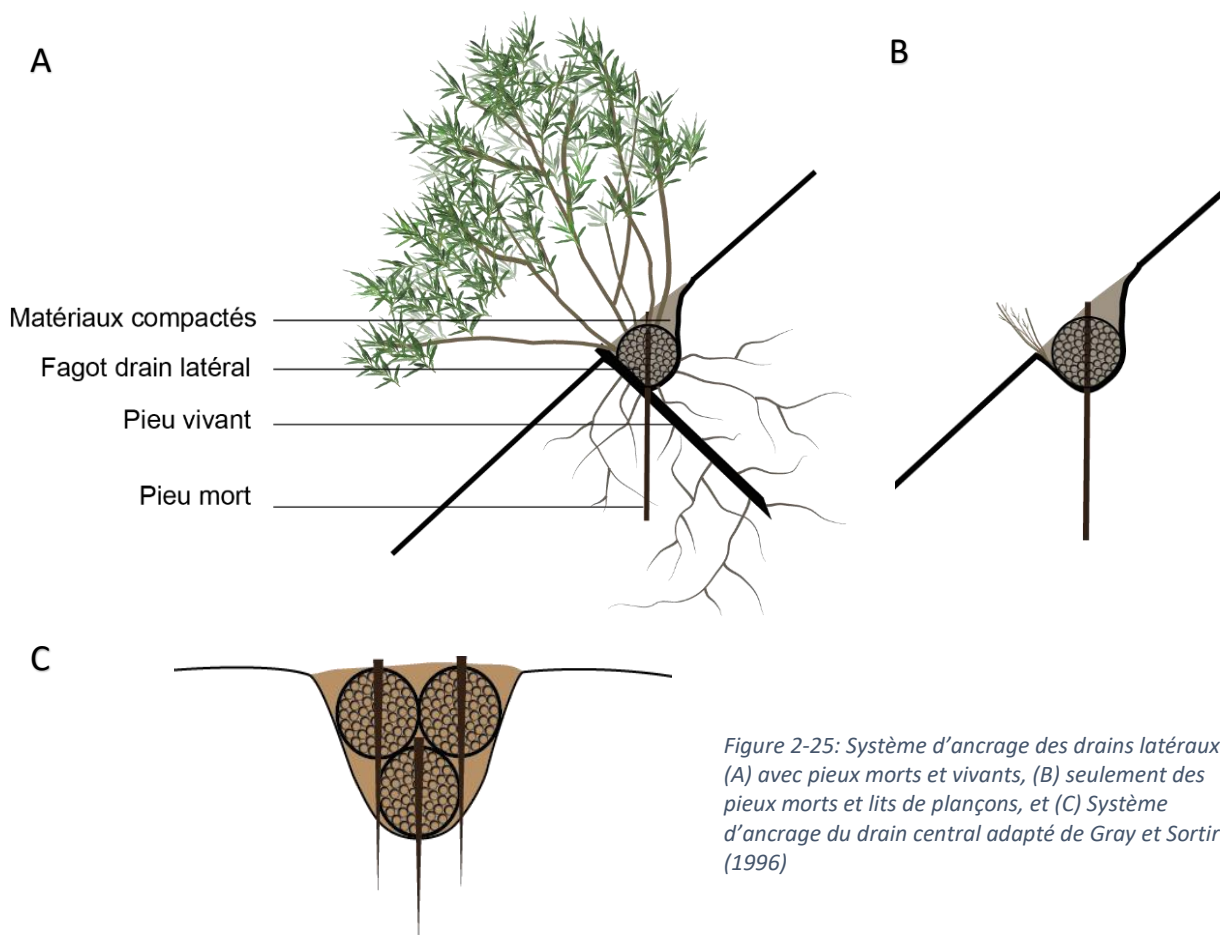 A
B
Matériaux compactés
Fagot drain latéral
Pieu vivant
Pieu mort
C
Figure 2-25: Système d’ancrage des drains latéraux
(A) avec pieux morts et vivants, (B) seulement des
pieux morts et lits de plançons, et (C) Système
d’ancrage du drain central adapté de Gray et Sortir
(1996)